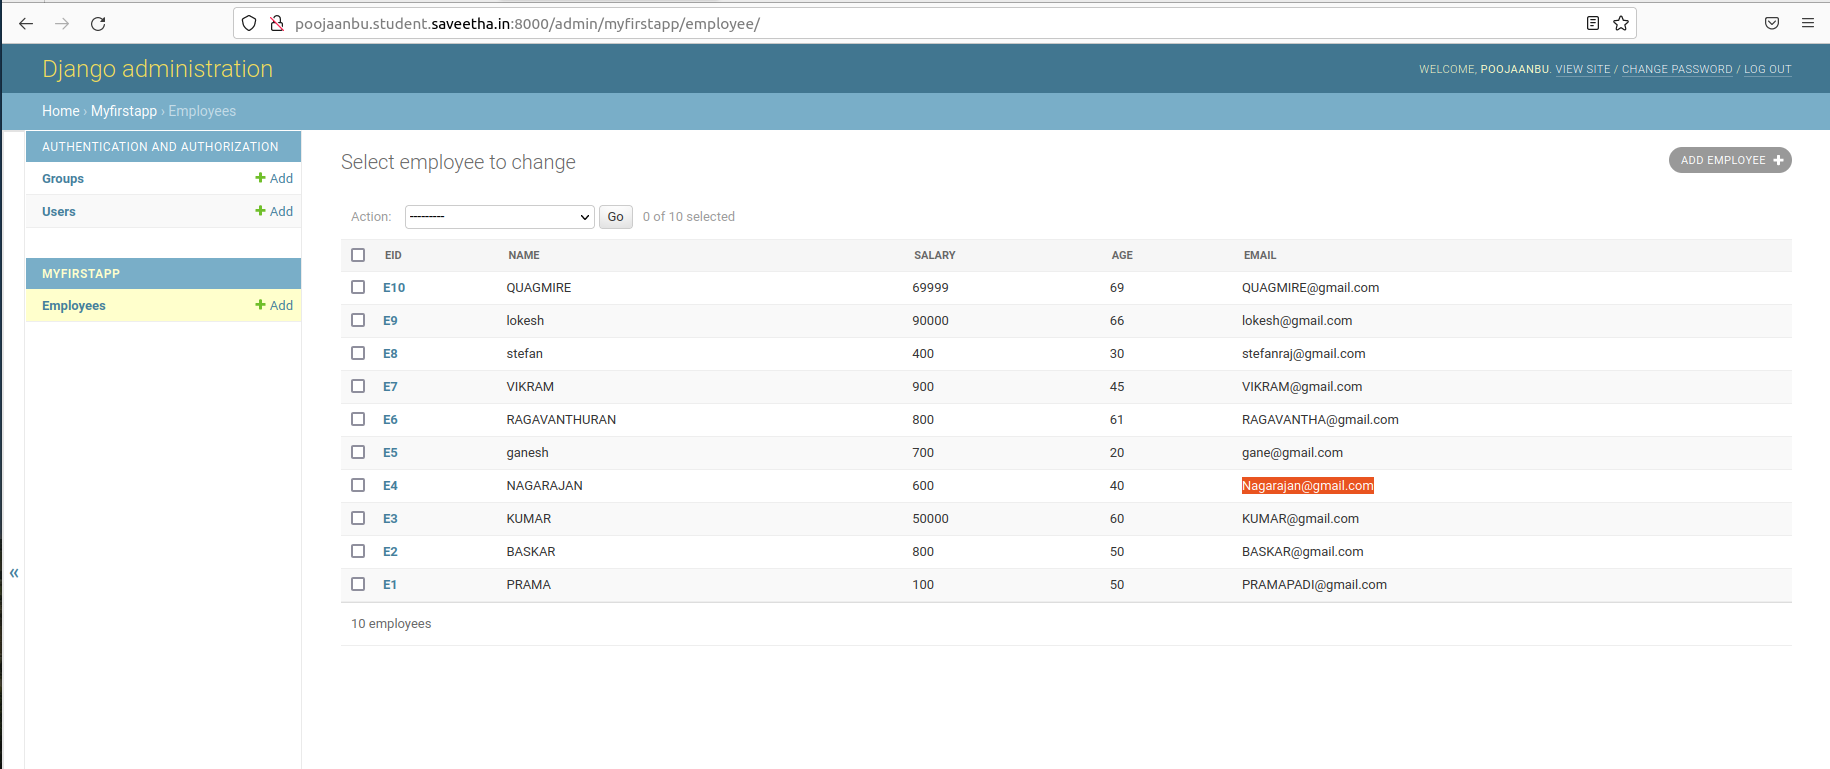 poojaanbu.student.saveetha.in:8000/admin/myfirstapp/employee/
Django administration
WELCOME, POOJAANBU. VIEW SITE / CHANGE PASSWORD / LOG OUT
Home › Myfirstapp › Employees
AUTHENTICATION AND AUTHORIZATION
Groups + Add
Users + Add
MYFIRSTAPP
Employees + Add
«
Select employee to change
ADD EMPLOYEE +
Action: --------- Go 0 of 10 selected
EID NAME SALARY AGE EMAIL
E10 QUAGMIRE 69999 69 QUAGMIRE@gmail.com
E9 lokesh 90000 66 lokesh@gmail.com
E8 stefan 400 30 stefanraj@gmail.com
E7 VIKRAM 900 45 VIKRAM@gmail.com
E6 RAGAVANTHURAN 800 61 RAGAVANTHA@gmail.com
E5 ganesh 700 20 gane@gmail.com
E4 NAGARAJAN 600 40 Nagarajan@gmail.com
E3 KUMAR 50000 60 KUMAR@gmail.com
E2 BASKAR 800 50 BASKAR@gmail.com
E1 PRAMA 100 50 PRAMAPADI@gmail.com
10 employees